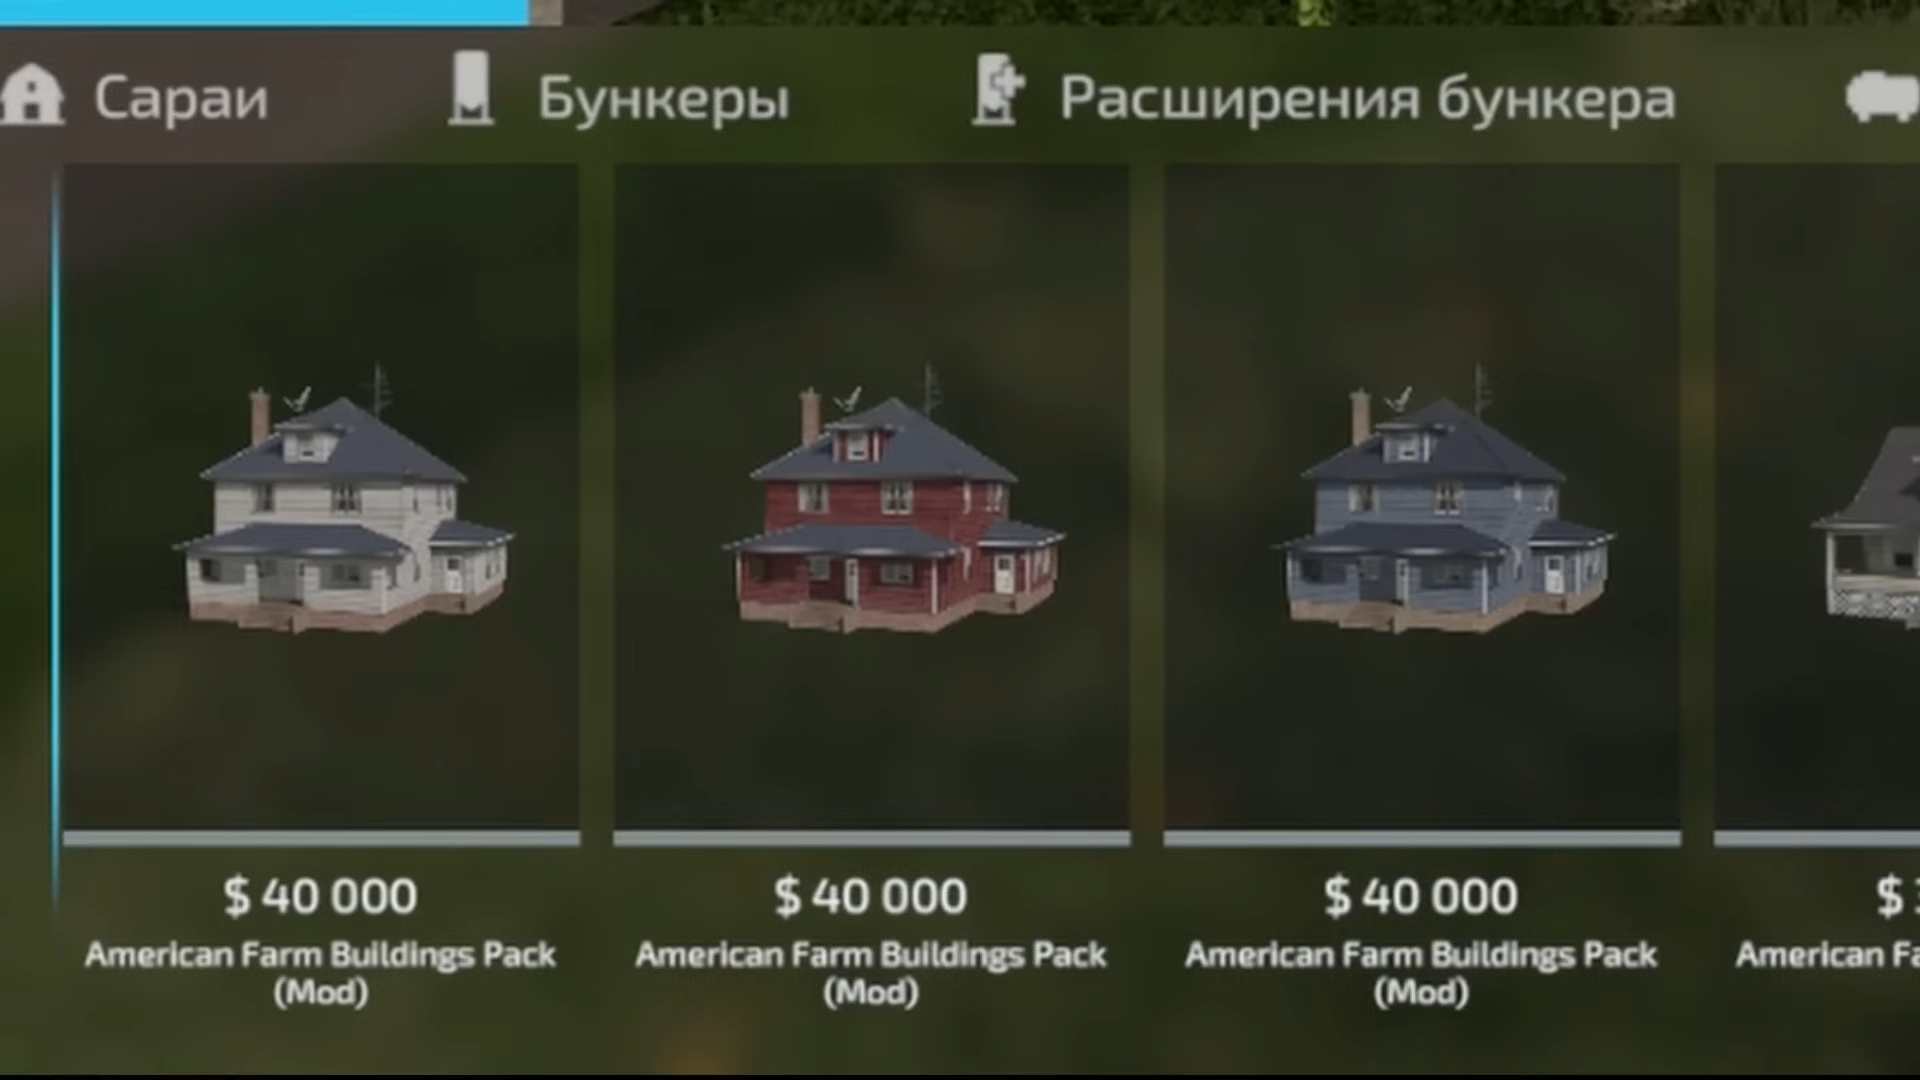 Сараи
Бункеры
Расширения бункера
$ 40 000
American Farm Buildings Pack
(Mod)
$ 40 000
American Farm Buildings Pack
(Mod)
$ 40 000
American Farm Buildings Pack
(Mod)
$
American